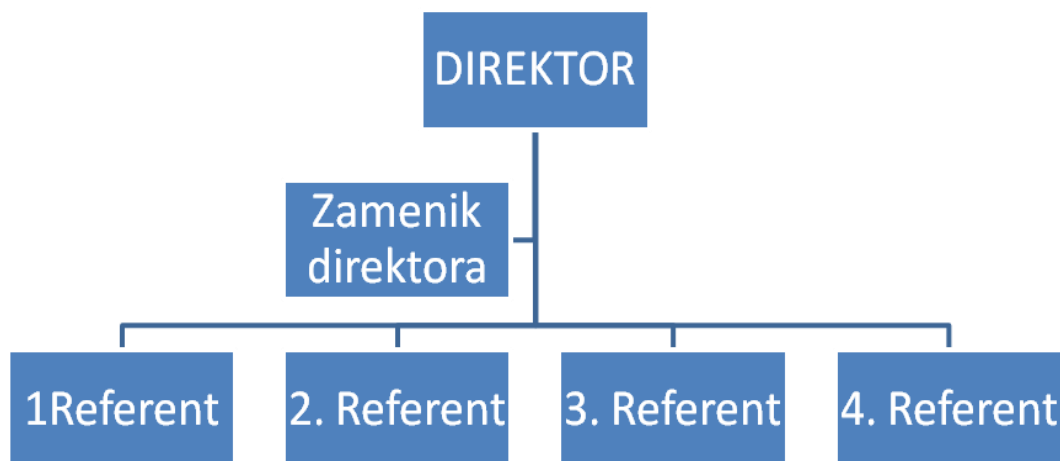 DIREKTOR
Zamenik
direktora
1Referent
2. Referent
3. Referent
4. Referent